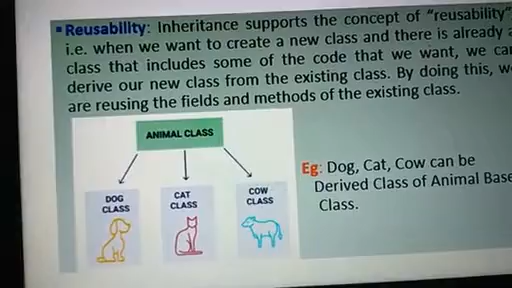 ▪Reusability: Inheritance supports the concept of “reusability”
i.e. when we want to create a new class and there is already
class that includes some of the code that we want, we
derive our new class from the existing class. By doing this,
are reusing the fields and methods of the existing class.
ANIMAL CLASS
DOG
CLASS
CAT
CLASS
COW
CLASS
Eg: Dog, Cat, Cow can be
Derived Class of Animal Base
Class.